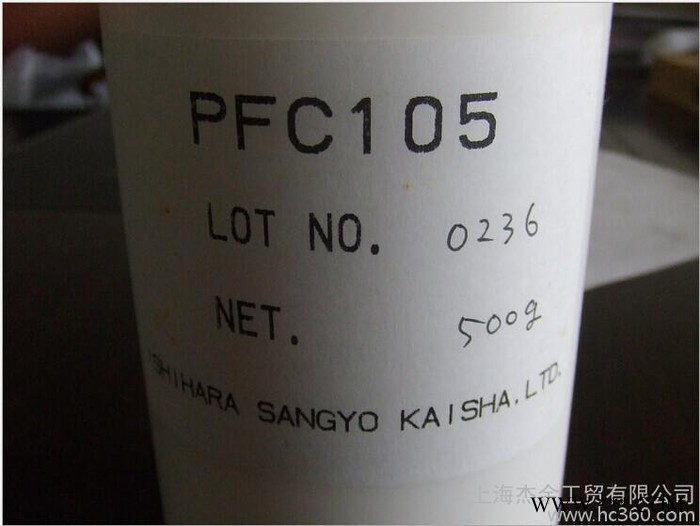 PFC105
LOT NO. 0236
NET. 500g
ISHIHARA SANGYO KAISHA.LTD.
上海杰全工贸有限公司
www.hc360.com